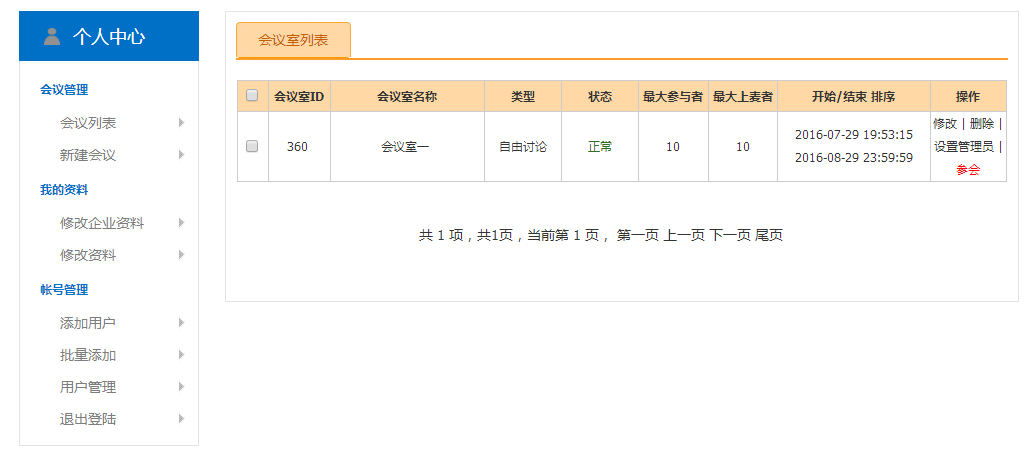 个人中心
会议管理
会议列表
新建会议
我的资料
修改企业资料
修改资料
帐号管理
添加用户
批量添加
用户管理
退出登陆
会议室列表
会议室ID 会议室名称 类型 状态 最大参与者 最大上麦者 开始/结束 排序 操作
360 会议室一 自由讨论 正常 10 10 2016-07-29 19:53:15
2016-08-29 23:59:59
修改 | 删除 |
设置管理员 |
参会
共 1 项，共1页，当前第 1 页， 第一页 上一页 下一页 尾页